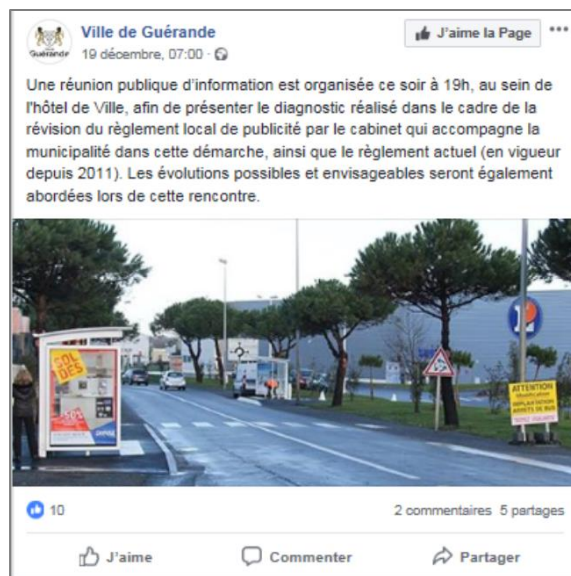 Ville de Guérande
J'aime la Page
19 décembre, 07:00 ·
Guérande
Une réunion publique d'information est organisée ce soir à 19h, au sein de
l'hôtel de Ville, afin de présenter le diagnostic réalisé dans le cadre de la
révision du règlement local de publicité par le cabinet qui accompagne la
municipalité dans cette démarche, ainsi que le règlement actuel (en vigueur
depuis 2011). Les évolutions possibles et envisageables seront également
abordées lors de cette rencontre.
SOL
DES
ATTENTION
IMPLANTATION
ARRETS DE BUS
10
2 commentaires 5 partages
J'aime
Commenter
Partager